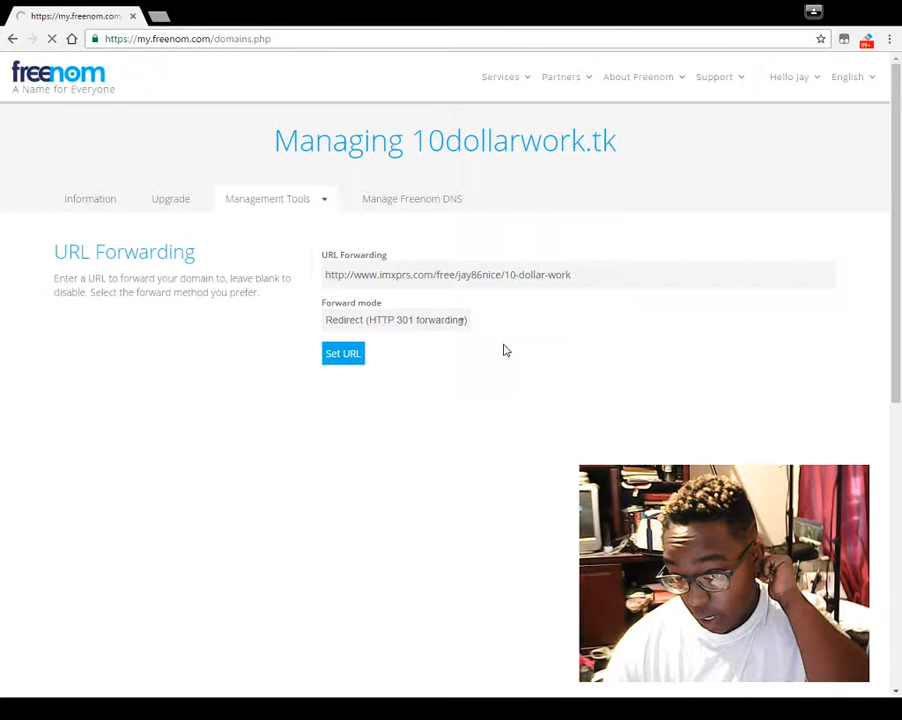 https://my.freenom.com
https://my.freenom.com/domains.php
99+
freenom
A Name for Everyone
Services Partners About Freenom Support Hello Jay English
Managing 10dollarwork.tk
Information Upgrade Management Tools Manage Freenom DNS
URL Forwarding
Enter a URL to forward your domain to, leave blank to
disable. Select the forward method you prefer.
URL Forwarding
http://www.imxprs.com/free/jay86nice/10-dollar-work
Forward mode
Redirect (HTTP 301 forwarding)
Set URL